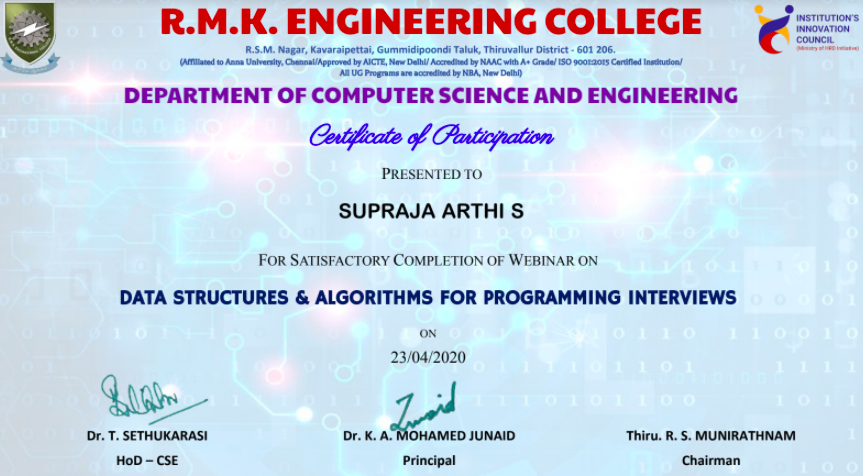 R.M.K. ENGINEERING COLLEGE
R.S.M. Nagar, Kavaraipettai, Gummidipoondi Taluk, Thiruvallur District - 601 206.
(Affiliated to Anna University, Chennai/Approved by AICTE, New Delhi/ Accredited by NAAC with A+ Grade/ ISO 9001:2015 Certified Institution/
All UG Programs are accredited by NBA, New Delhi)
INSTITUTION'S
INNOVATION
COUNCIL
(Ministry of HRD Initiative)
DEPARTMENT OF COMPUTER SCIENCE AND ENGINEERING
Certificate of Participation
PRESENTED TO
SUPRAJA ARTHI S
FOR SATISFACTORY COMPLETION OF WEBINAR ON
DATA STRUCTURES & ALGORITHMS FOR PROGRAMMING INTERVIEWS
ON
23/04/2020
Junaid
Dr. T. SETHUKARASI
Dr. K. A. MOHAMED JUNAID
Thiru. R. S. MUNIRATHNAM
HoD – CSE
Principal
Chairman